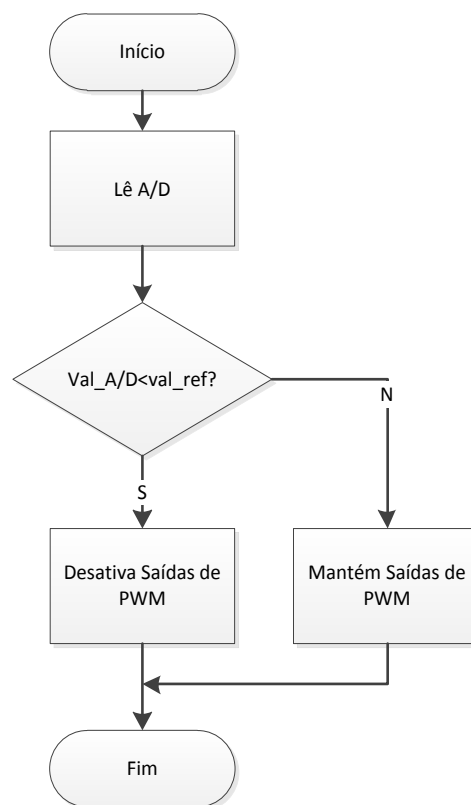 Início
Lê A/D
Val_A/D<val_ref?
N
S
Desativa Saídas de
PWM
Mantém Saídas de
PWM
Fim